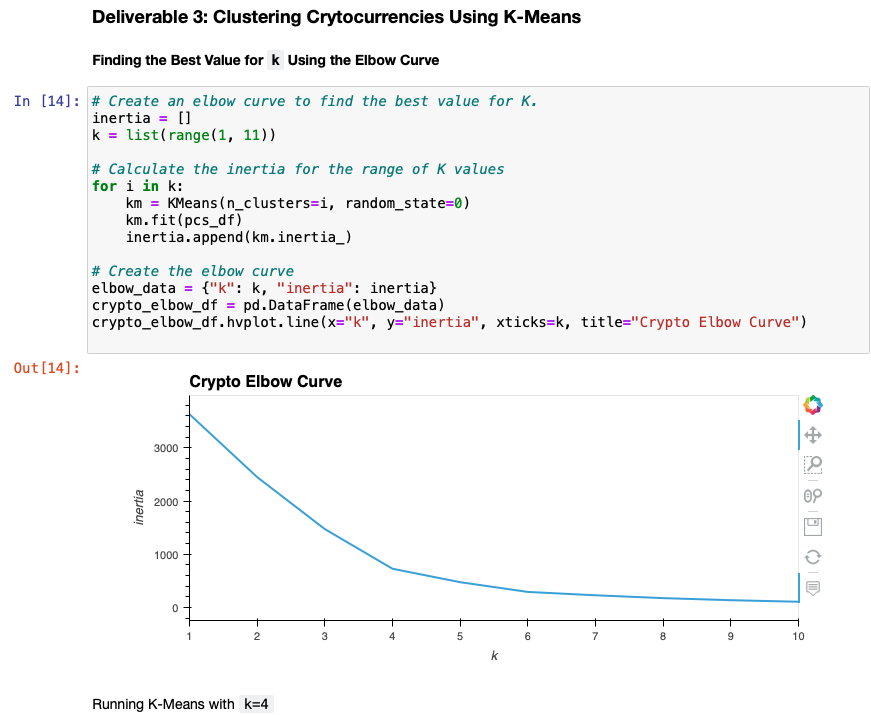 Deliverable 3: Clustering Crytocurrencies Using K-Means
Finding the Best Value for k Using the Elbow Curve
In [14]:
# Create an elbow curve to find the best value for K.
inertia = []
k = list(range(1, 11))
# Calculate the inertia for the range of K values
for i in k:
    km = KMeans(n_clusters=i, random_state=0)
    km.fit(pcs_df)
    inertia.append(km.inertia_)
# Create the elbow curve
elbow_data = {"k": k, "inertia": inertia}
crypto_elbow_df = pd.DataFrame(elbow_data)
crypto_elbow_df.hvplot.line(x="k", y="inertia", xticks=k, title="Crypto Elbow Curve")
Out[14]:
Crypto Elbow Curve
3000
2000
1000
0
inertia
1 2 3 4 5 6 7 8 9 10
k
Running K-Means with k=4